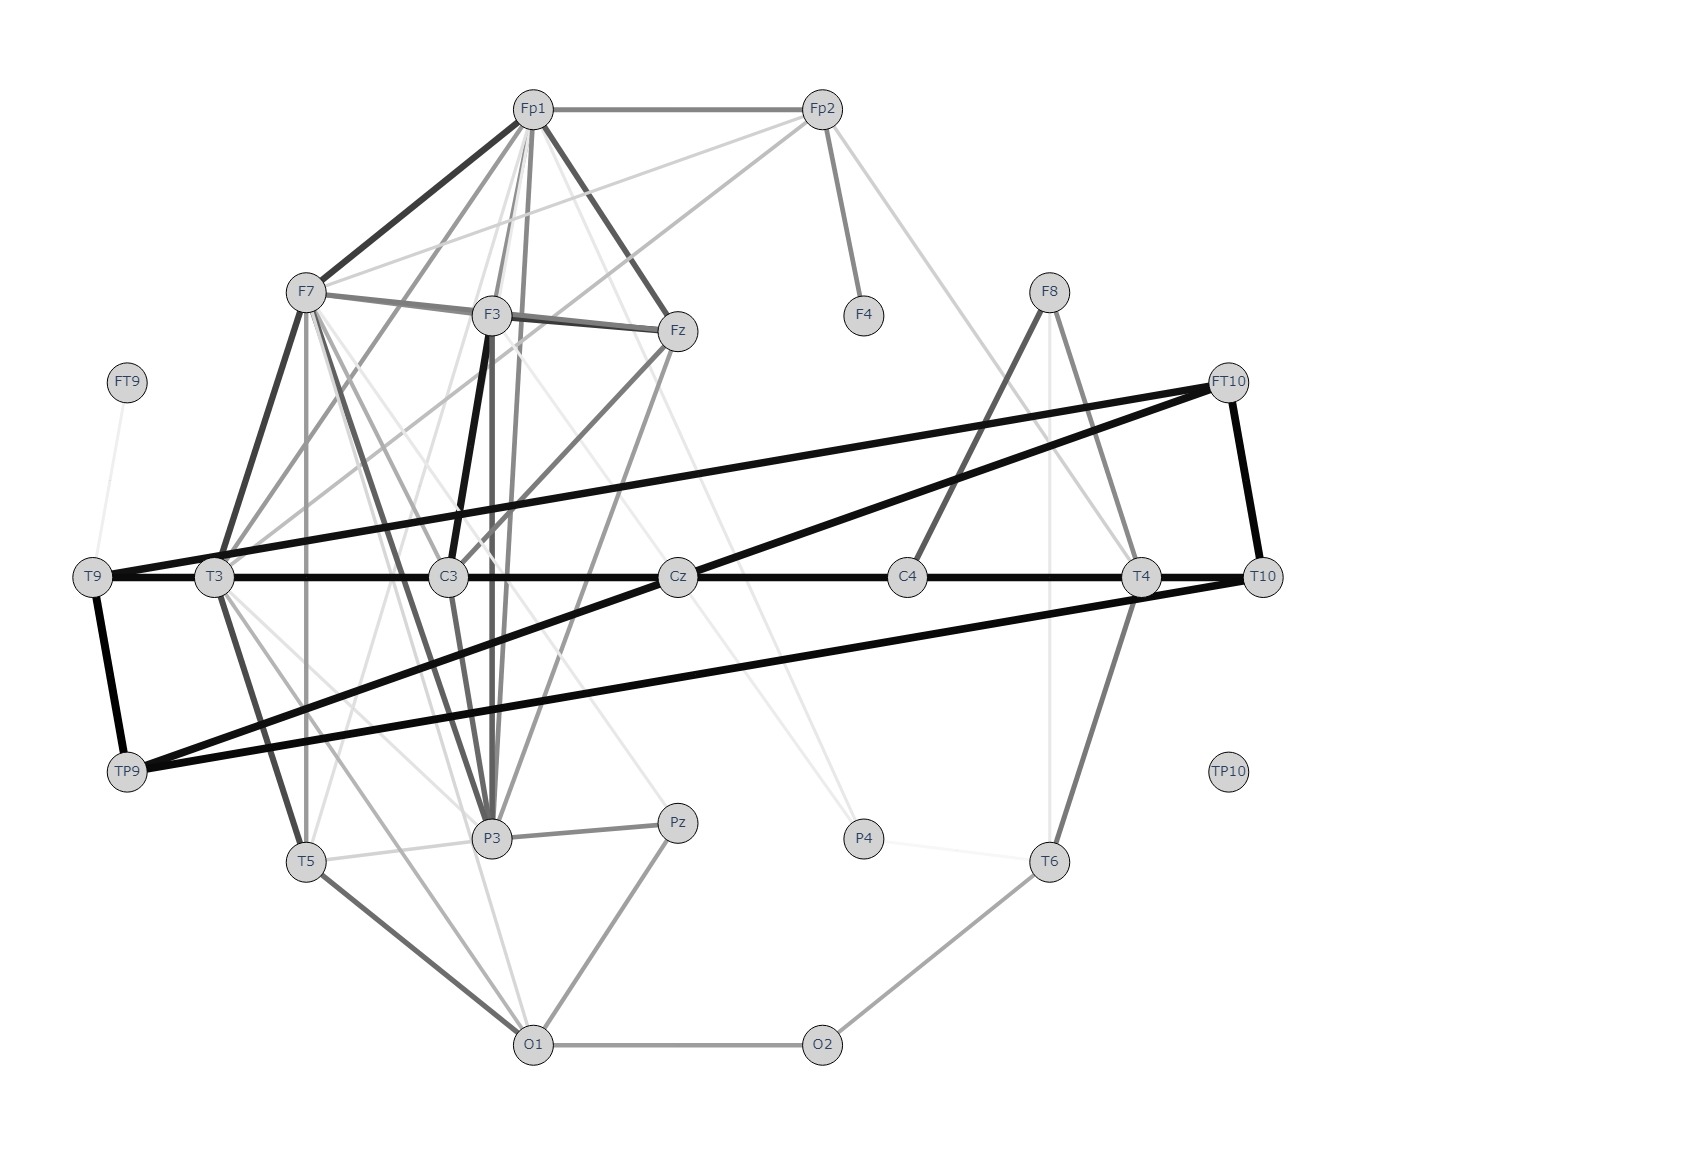 Fp1 Fp2
F7 F3 Fz F4 F8
FT9 FT10
T9 T3 C3 Cz C4 T4 T10
TP9 TP10
T5 P3 Pz P4 T6
O1 O2